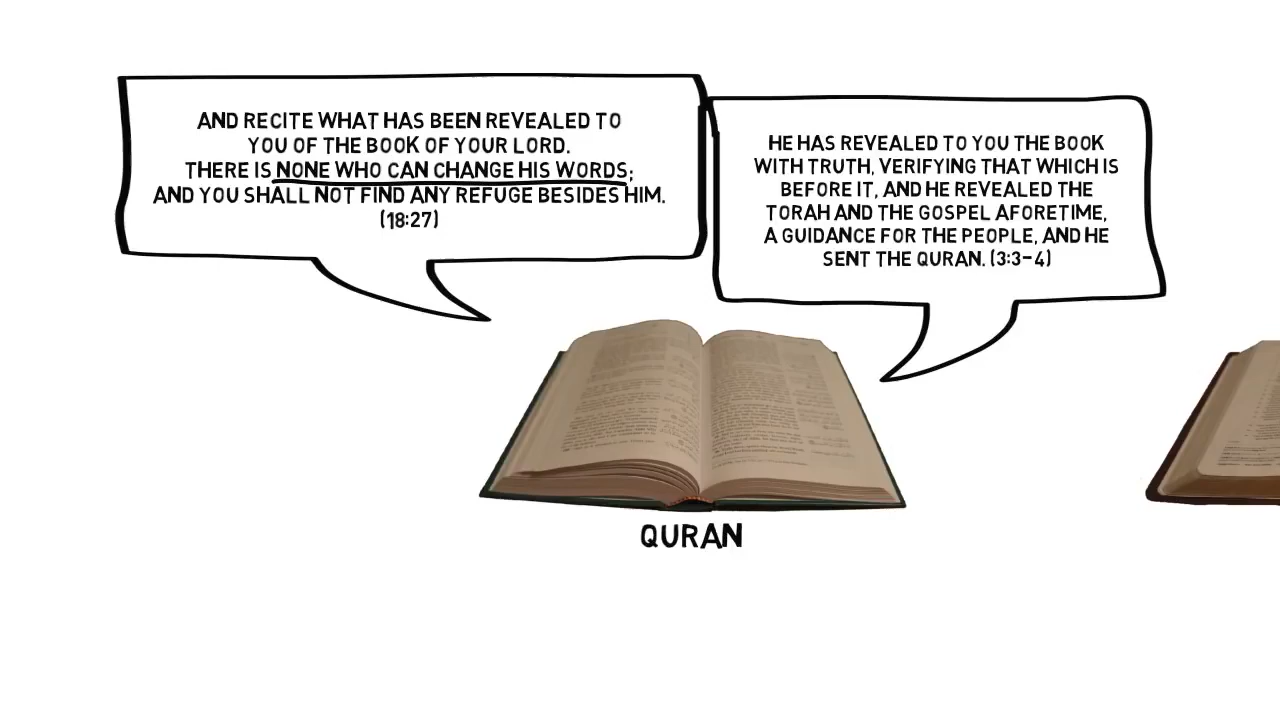 AND RECITE WHAT HAS BEEN REVEALED TO
YOU OF THE BOOK OF YOUR LORD.
THERE IS NONE WHO CAN CHANGE HIS WORDS;
AND YOU SHALL NOT FIND ANY REFUGE BESIDES HIM.
(18:27)
HE HAS REVEALED TO YOU THE BOOK
WITH TRUTH, VERIFYING THAT WHICH IS
BEFORE IT, AND HE REVEALED THE
TORAH AND THE GOSPEL AFORETIME,
A GUIDANCE FOR THE PEOPLE, AND HE
SENT THE QURAN. (3:3-4)
QURAN